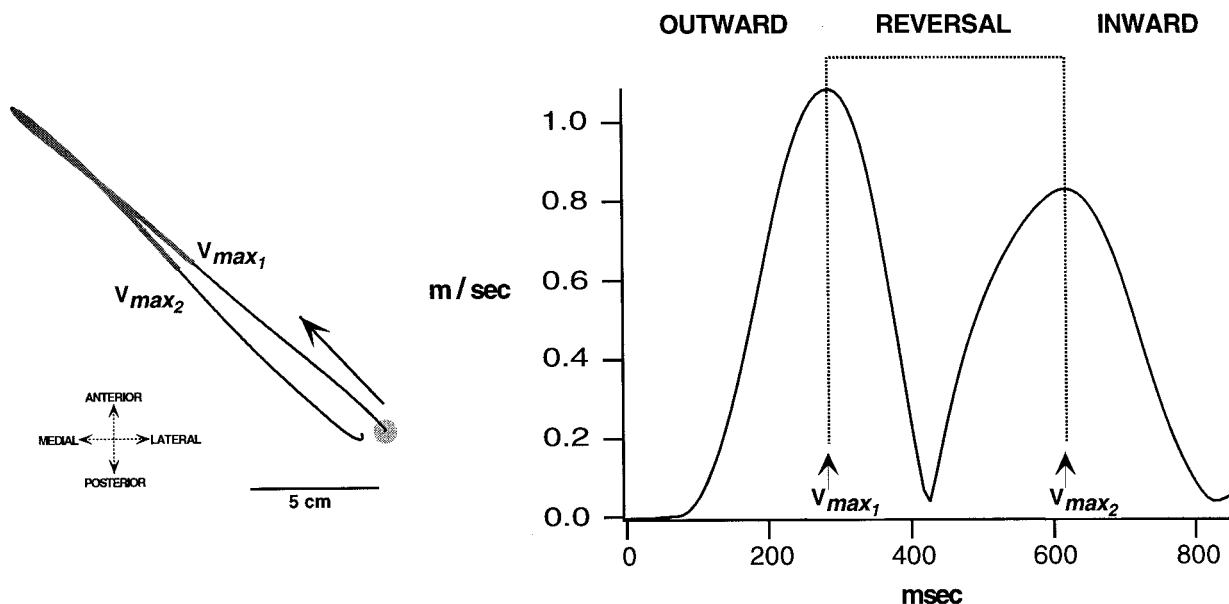 OUTWARD REVERSAL INWARD
Vmax1
Vmax2
ANTERIOR
MEDIAL LATERAL
POSTERIOR
5 cm
m / sec
1.0
0.8
0.6
0.4
0.2
0.0
Vmax1 Vmax2
0 200 400 600 800
msec